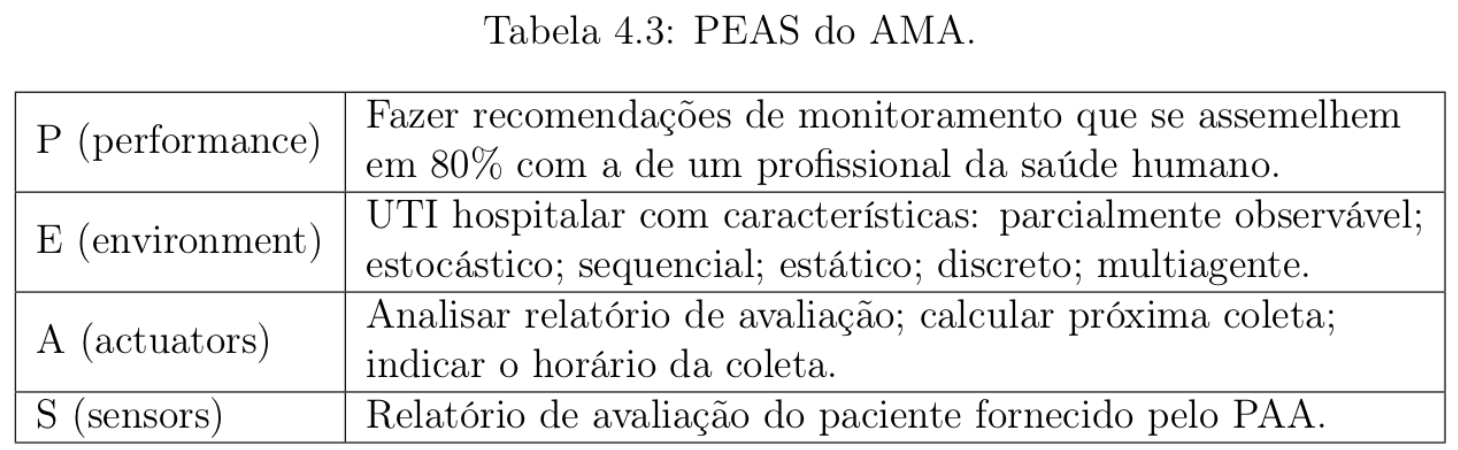 Tabela 4.3: PEAS do AMA.
P (performance)
Fazer recomendações de monitoramento que se assemelhem
em 80% com a de um profissional da saúde humano.
E (environment)
UTI hospitalar com características: parcialmente observável;
estocástico; sequencial; estático; discreto; multiagente.
A (actuators)
Analisar relatório de avaliação; calcular próxima coleta;
indicar o horário da coleta.
S (sensors)
Relatório de avaliação do paciente fornecido pelo PAA.